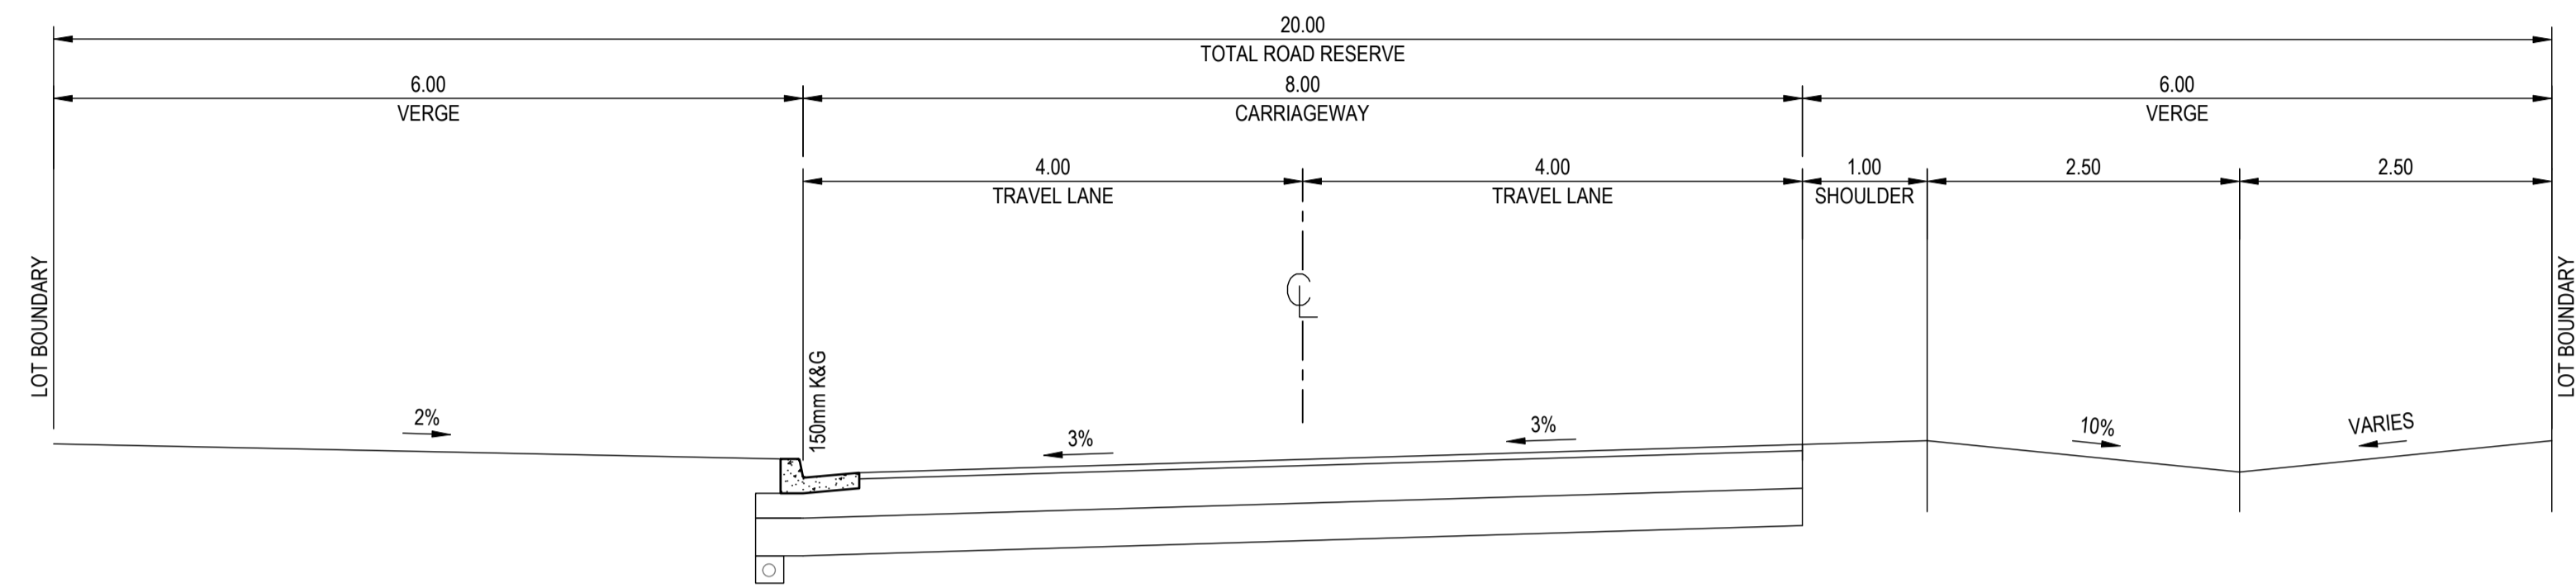 20.00
TOTAL ROAD RESERVE
6.00
VERGE
8.00
CARRIAGEWAY
6.00
VERGE
4.00
TRAVEL LANE
4.00
TRAVEL LANE
1.00
SHOULDER
2.50
2.50
LOT BOUNDARY
150mm K&G
CL
LOT BOUNDARY
2%
3%
3%
10%
VARIES